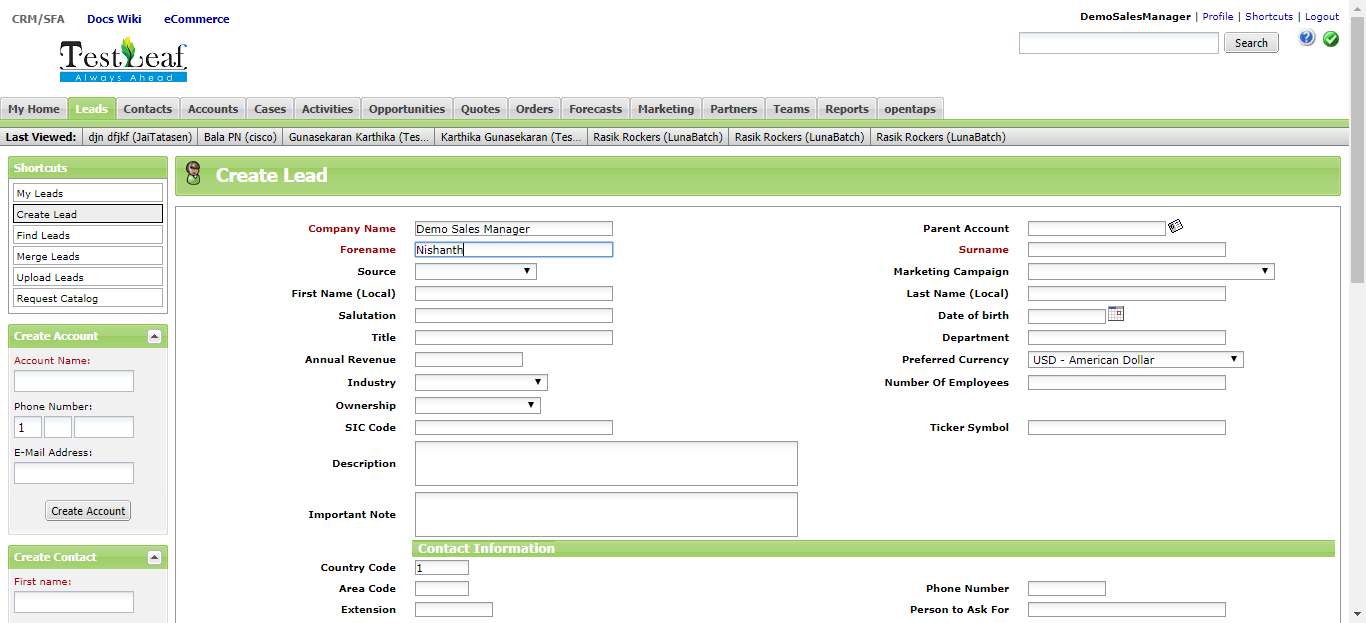 CRM/SFA Docs Wiki eCommerce
DemoSalesManager | Profile | Shortcuts | Logout
TestLeaf
Always Ahead
Search
?
My Home Leads Contacts Accounts Cases Activities Opportunities Quotes Orders Forecasts Marketing Partners Teams Reports opentaps
Last Viewed: djn dfjkf (JaiTatasen) Bala PN (cisco) Gunasekaran Karthika (Tes... Karthika Gunasekaran (Tes... Rasik Rockers (LunaBatch) Rasik Rockers (LunaBatch) Rasik Rockers (LunaBatch)
Shortcuts
My Leads
Create Lead
Find Leads
Merge Leads
Upload Leads
Request Catalog
Create Account
Account Name:
Phone Number:
1
E-Mail Address:
Create Account
Create Contact
First name:
Create Lead
Company Name Demo Sales Manager Parent Account
Forename Nishanth Surname
Source Marketing Campaign
First Name (Local) Last Name (Local)
Salutation Date of birth
Title Department
Annual Revenue Preferred Currency USD - American Dollar
Industry Number Of Employees
Ownership
SIC Code Ticker Symbol
Description
Important Note
Contact Information
Country Code 1
Area Code Phone Number
Extension Person to Ask For